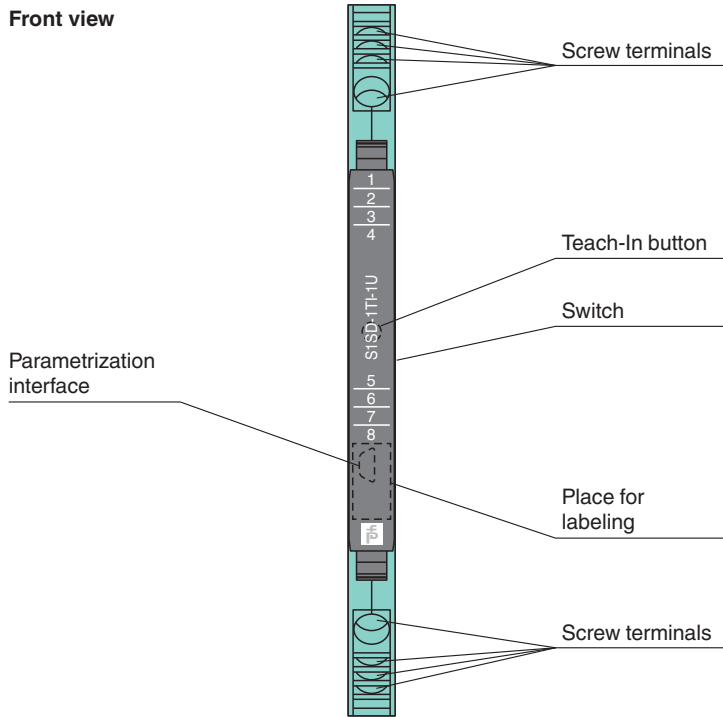 Front view
Screw terminals
1
2
3
4
Teach-In button
S1SD-1TI-1U
Switch
Parametrization
interface
5
6
7
8
Place for
labeling
Screw terminals